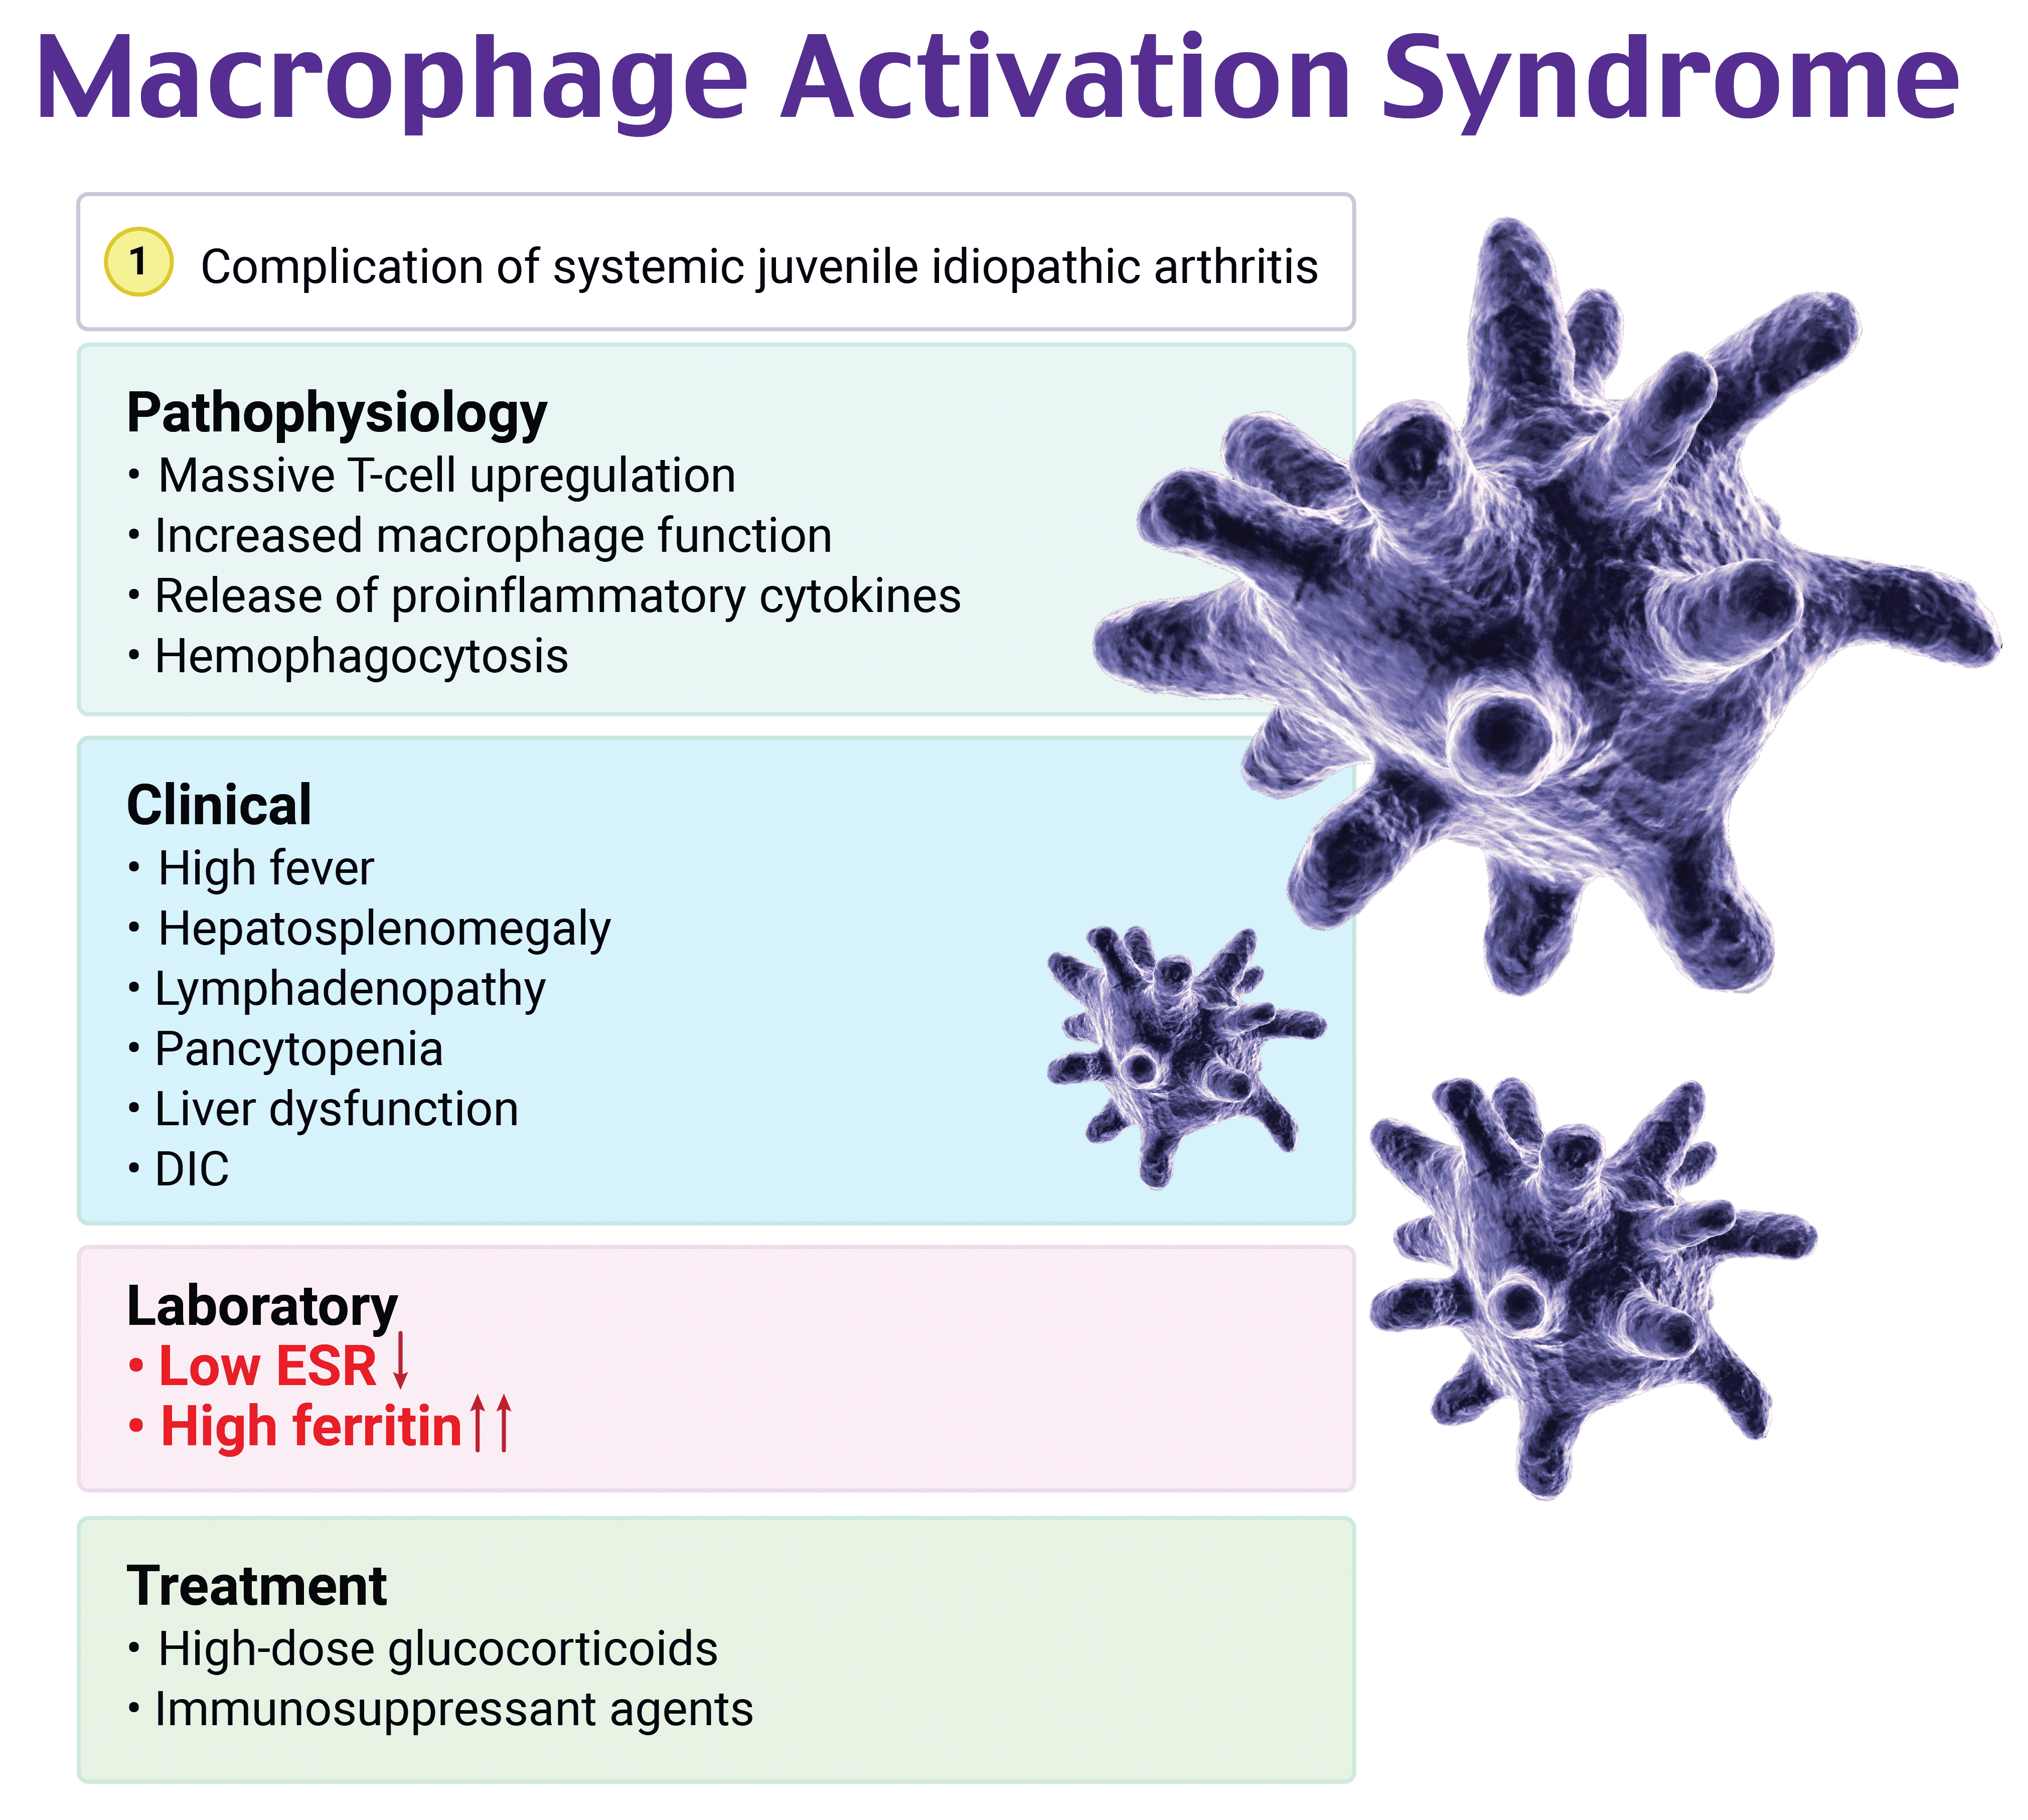 Macrophage Activation Syndrome
1 Complication of systemic juvenile idiopathic arthritis
Pathophysiology
• Massive T-cell upregulation
• Increased macrophage function
• Release of proinflammatory cytokines
• Hemophagocytosis
Clinical
• High fever
• Hepatosplenomegaly
• Lymphadenopathy
• Pancytopenia
• Liver dysfunction
• DIC
Laboratory
• Low ESR ↓
• High ferritin ↑↑
Treatment
• High-dose glucocorticoids
• Immunosuppressant agents